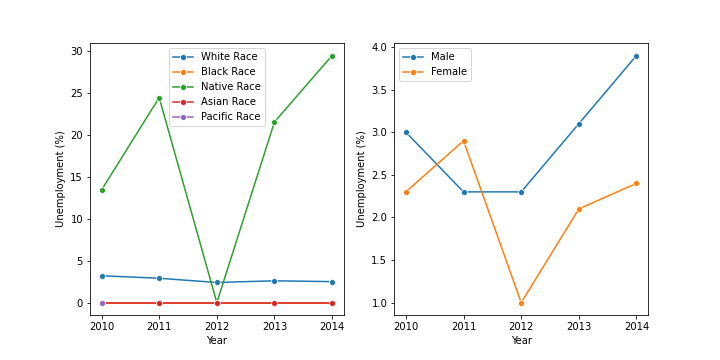 30
25
20
15
10
5
0
Unemployment (%)
White Race
Black Race
Native Race
Asian Race
Pacific Race
2010 2011 2012 2013 2014
Year
4.0
3.5
3.0
2.5
2.0
1.5
1.0
Unemployment (%)
Male
Female
2010 2011 2012 2013 2014
Year